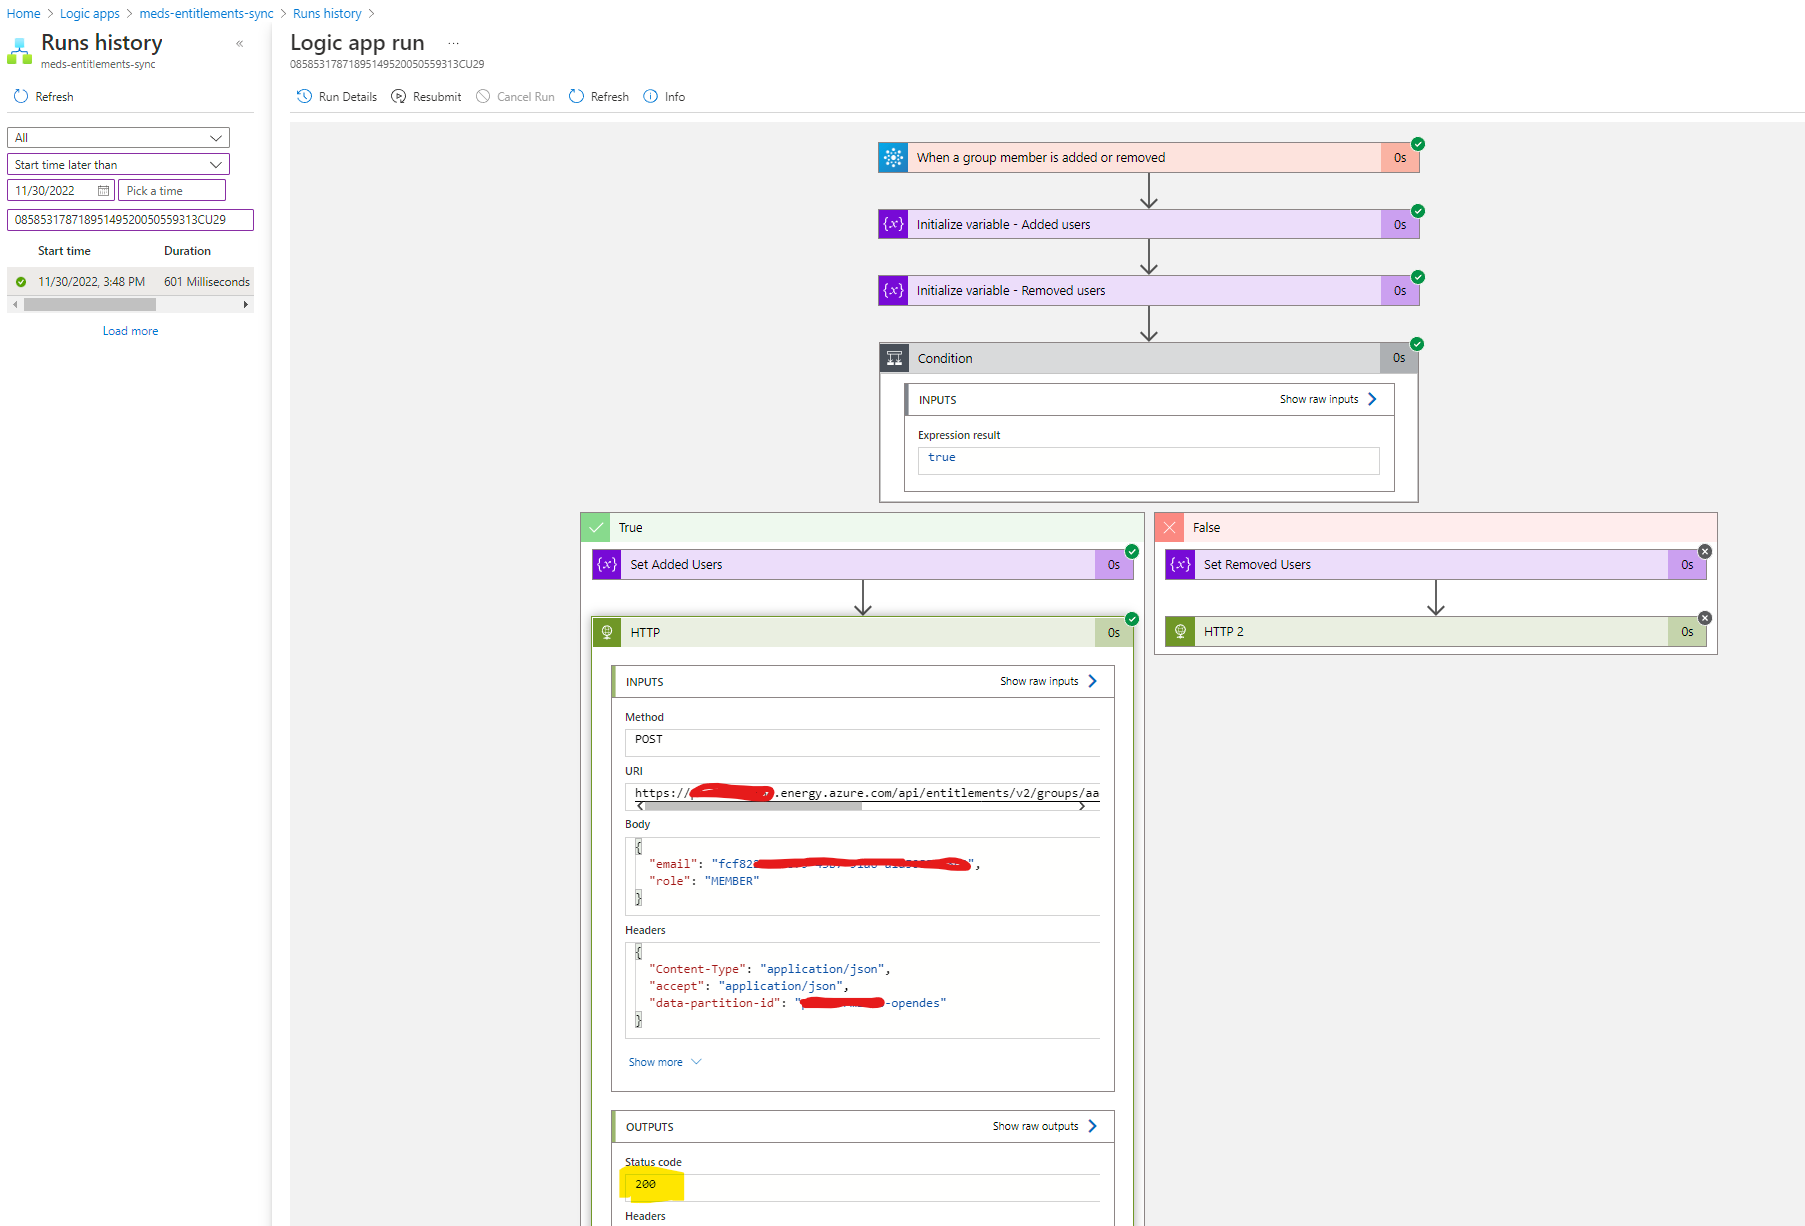 Home > Logic apps > meds-entitlements-sync > Runs history >
Runs history
meds-entitlements-sync
Refresh
All
Start time later than
11/30/2022 Pick a time
08585317871895149520050559313CU29
Start time Duration
11/30/2022, 3:48 PM 601 Milliseconds
Load more
Logic app run ...
08585317871895149520050559313CU29
Run Details Resubmit Cancel Run Refresh Info
When a group member is added or removed 0s
{x} Initialize variable - Added users 0s
{x} Initialize variable - Removed users 0s
Condition 0s
INPUTS Show raw inputs
Expression result
true
True
{x} Set Added Users 0s
HTTP 0s
INPUTS Show raw inputs
Method
POST
URI
https:// .energy.azure.com/api/entitlements/v2/groups/aa
Body
{
"email": "fcf82 ",
"role": "MEMBER"
}
Headers
{
"Content-Type": "application/json",
"accept": "application/json",
"data-partition-id": " -opendes"
}
Show more
OUTPUTS Show raw outputs
Status code
200
Headers
False
{x} Set Removed Users 0s
HTTP 2 0s